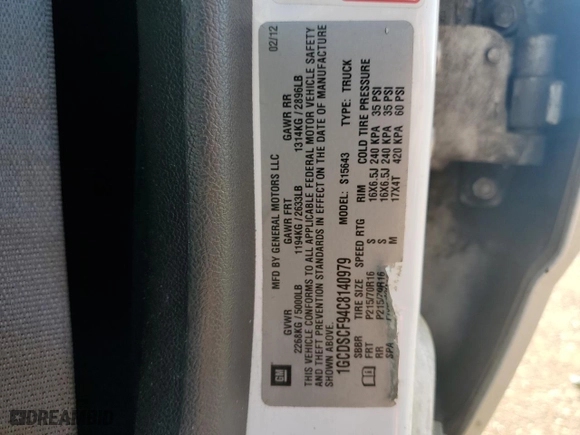 02/12
MFD BY GENERAL MOTORS LLC
GVWR GAWR FRT GAWR RR
2268KG/5000LB 1194KG/2633LB 1314KG/2896LB
THIS VEHICLE CONFORMS TO ALL APPLICABLE FEDERAL MOTOR VEHICLE SAFETY
AND THEFT PREVENTION STANDARDS IN EFFECT ON THE DATE OF MANUFACTURE
SHOWN ABOVE.
1GCDSCF94C8140979 MODEL: S15643 TYPE: TRUCK
SBBR TIRE SIZE SPEED RTG RIM COLD TIRE PRESSURE
FRT P215/70R16 S 16X6.5J 240 KPA 35 PSI
RR P215/70R16 S 16X6.5J 240 KPA 35 PSI
SPA M 17X4T 420 KPA 60 PSI
GM
DREAMBID